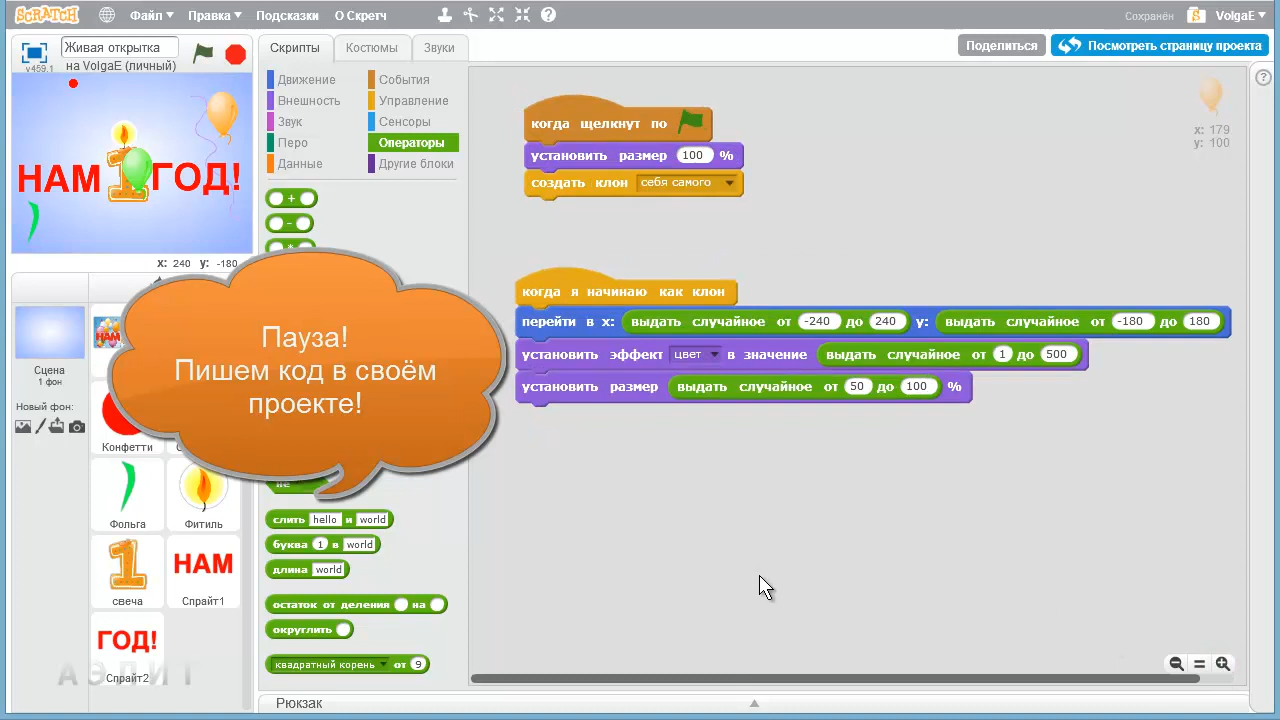 SCRATCH
Файл
Правка
Подсказки
О Скретч
Сохранён
VolgaE
Живая открытка
на VolgaE (личный)
v459.1
Скрипты
Костюмы
Звуки
Поделиться
Посмотреть страницу проекта
НАМ 1 ГОД!
x: 240 y: -180
Движение
События
Внешность
Управление
Звук
Сенсоры
Перо
Операторы
Данные
Другие блоки
+
-
*
не
слить hello и world
буква 1 в world
длина world
остаток от деления на
округлить
квадратный корень от 9
когда щелкнут по
установить размер 100 %
создать клон себя самого
когда я начинаю как клон
перейти в x: выдать случайное от -240 до 240 y: выдать случайное от -180 до 180
установить эффект цвет в значение выдать случайное от 1 до 500
установить размер выдать случайное от 50 до 100 %
x: 179
y: 100
Пауза!
Пишем код в своём
проекте!
Сцена
1 фон
Новый фон:
Конфетти
Фольга
Фитиль
1
свеча
НАМ
Спрайт1
ГОД!
Спрайт2
Рюкзак